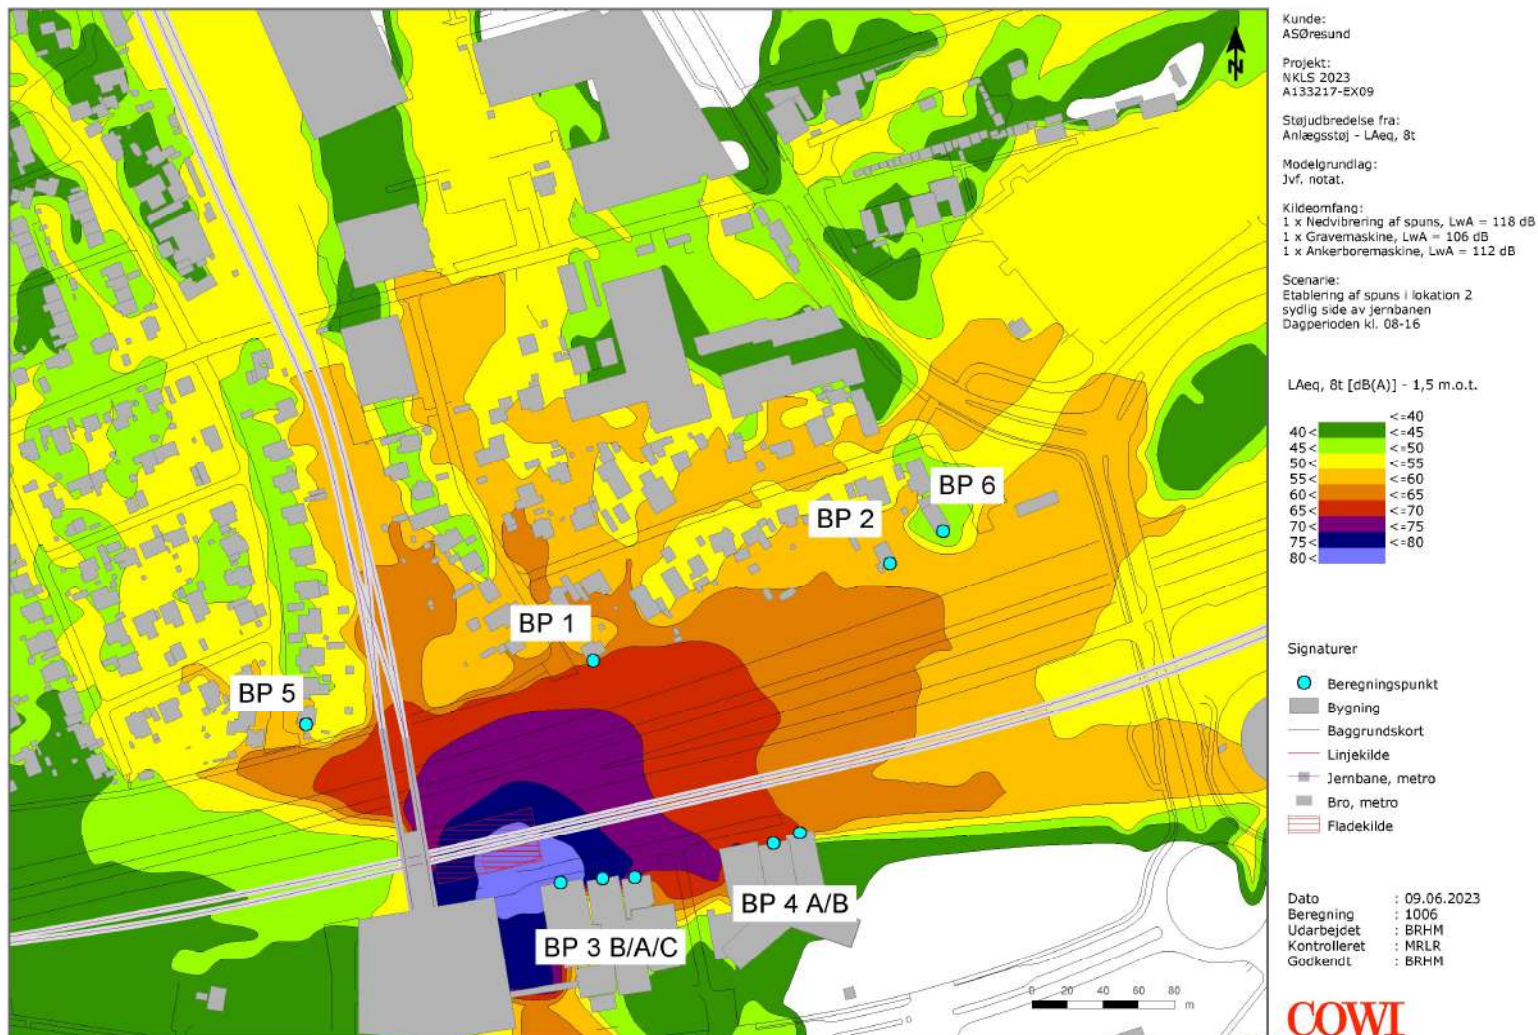 Kunde:
ASØresund
Projekt:
NKLS 2023
A133217-EX09
Støjudbredelse fra:
Anlægsstøj - LAeq, 8t
Modelgrundlag:
Jvf. notat.
Kildeomfang:
1 x Nedvibrering af spuns, LwA = 118 dB
1 x Gravemaskine, LwA = 106 dB
1 x Ankerboremaskine, LwA = 112 dB
Scenarie:
Etablering af spuns i lokation 2
sydlig side av jernbanen
Dagperioden kl. 08-16
LAeq, 8t [dB(A)] - 1,5 m.o.t.
<=40
40< <=45
45< <=50
50< <=55
55< <=60
60< <=65
65< <=70
70< <=75
75< <=80
80<
Signaturer
Beregningspunkt
Bygning
Baggrundskort
Linjekilde
Jernbane, metro
Bro, metro
Fladekilde
Dato : 09.06.2023
Beregning : 1006
Udarbejdet : BRHM
Kontrolleret : MRLR
Godkendt : BRHM
COWI
N
BP 6
BP 2
BP 1
BP 5
BP 4 A/B
BP 3 B/A/C
0 20 40 60 80
m